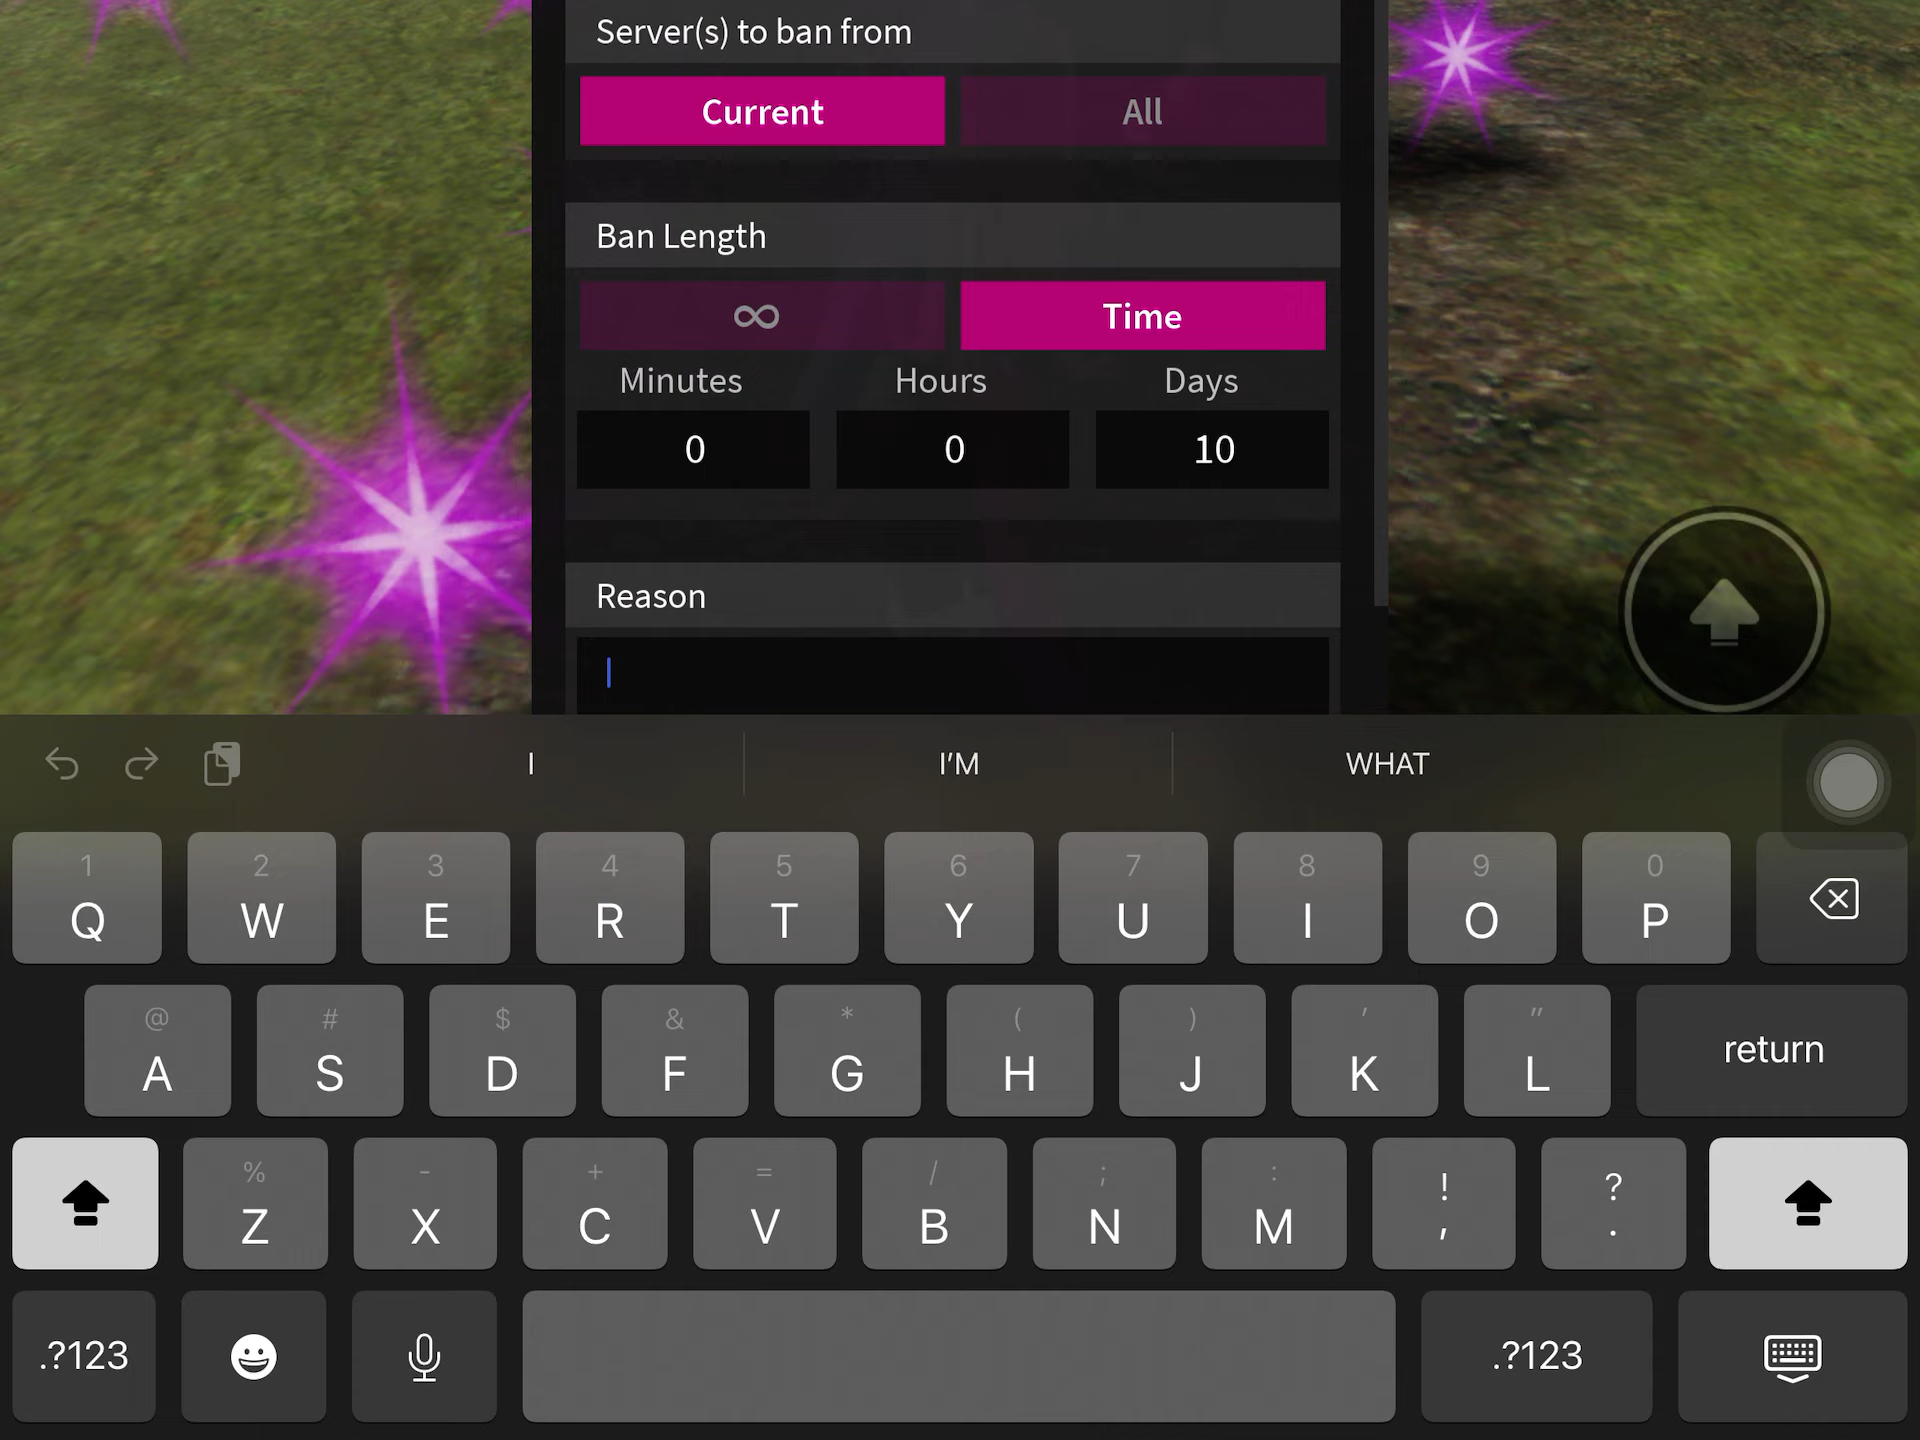 Server(s) to ban from
Current All
Ban Length
∞ Time
Minutes Hours Days
0 0 10
Reason
I I'M WHAT
1 2 3 4 5 6 7 8 9 0
Q W E R T Y U I O P
@ # $ & * ( ) ' "
A S D F G H J K L return
% - + = / ; : ! ?
Z X C V B N M , .
.?123 .?123